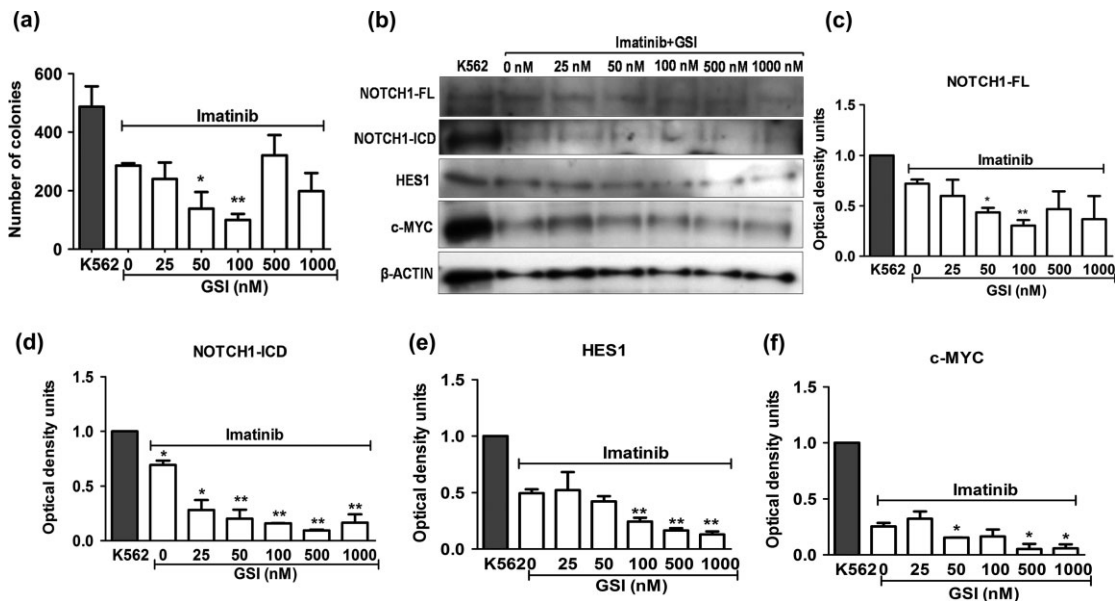 (a)
Number of colonies
600
400
200
0
Imatinib
*
**
K562 0 25 50 100 500 1000
GSI (nM)
(b)
Imatinib+GSI
K562 0 nM 25 nM 50 nM 100 nM 500 nM 1000 nM
NOTCH1-FL
NOTCH1-ICD
HES1
c-MYC
β-ACTIN
(c)
NOTCH1-FL
Optical density units
1.5
1.0
0.5
0.0
Imatinib
*
**
K562 0 25 50 100 500 1000
GSI (nM)
(d)
NOTCH1-ICD
Optical density units
1.5
1.0
0.5
0.0
Imatinib
* * ** ** ** **
K562 0 25 50 100 500 1000
GSI (nM)
(e)
HES1
Optical density units
1.5
1.0
0.5
0.0
Imatinib
** ** **
K562 0 25 50 100 500 1000
GSI (nM)
(f)
c-MYC
Optical density units
1.5
1.0
0.5
0.0
Imatinib
* * *
K562 0 25 50 100 500 1000
GSI (nM)